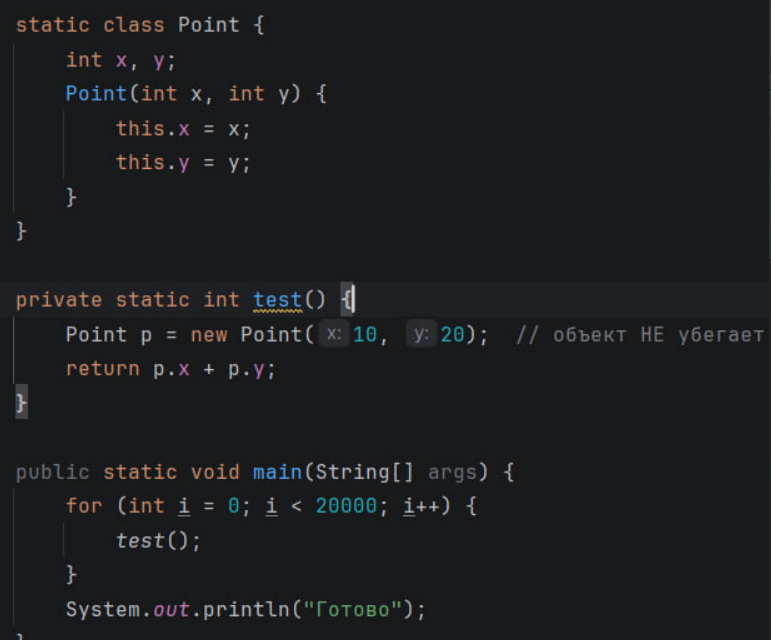 static class Point {
int x, y;
Point(int x, int y) {
this.x = x;
this.y = y;
}
}
private static int test() {
Point p = new Point( x: 10, y: 20); // объект НЕ убегает
return p.x + p.y;
}
public static void main(String[] args) {
for (int i = 0; i < 20000; i++) {
test();
}
System.out.println("Готово");
}